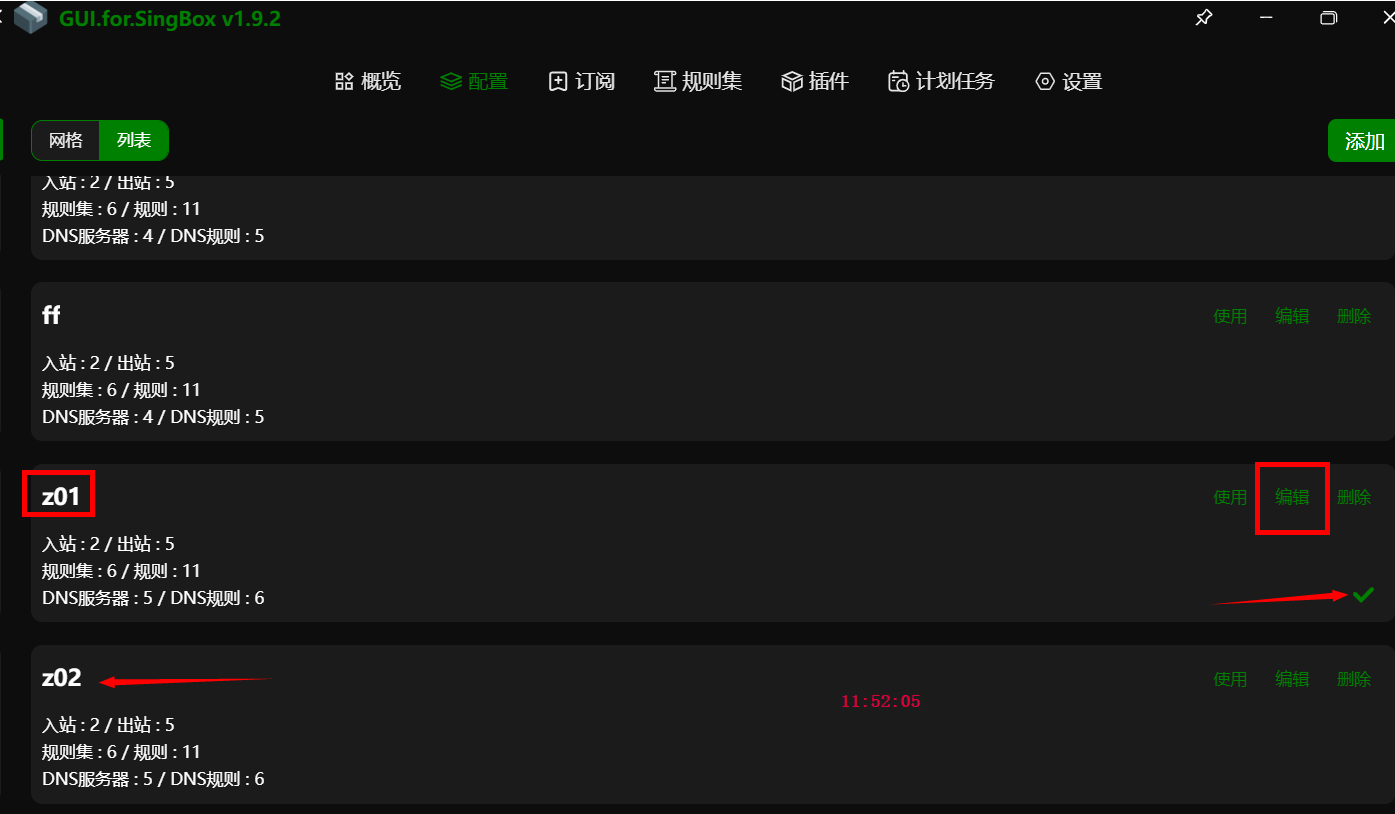 GUI.for.SingBox v1.9.2
概览 配置 订阅 规则集 插件 计划任务 设置
网格 列表 添加
入站 : 2 / 出站 : 5
规则集 : 6 / 规则 : 11
DNS服务器 : 4 / DNS规则 : 5
ff 使用 编辑 删除
入站 : 2 / 出站 : 5
规则集 : 6 / 规则 : 11
DNS服务器 : 4 / DNS规则 : 5
z01 使用 编辑 删除
入站 : 2 / 出站 : 5
规则集 : 6 / 规则 : 11
DNS服务器 : 5 / DNS规则 : 6
z02 使用 编辑 删除
11:52:05
入站 : 2 / 出站 : 5
规则集 : 6 / 规则 : 11
DNS服务器 : 5 / DNS规则 : 6